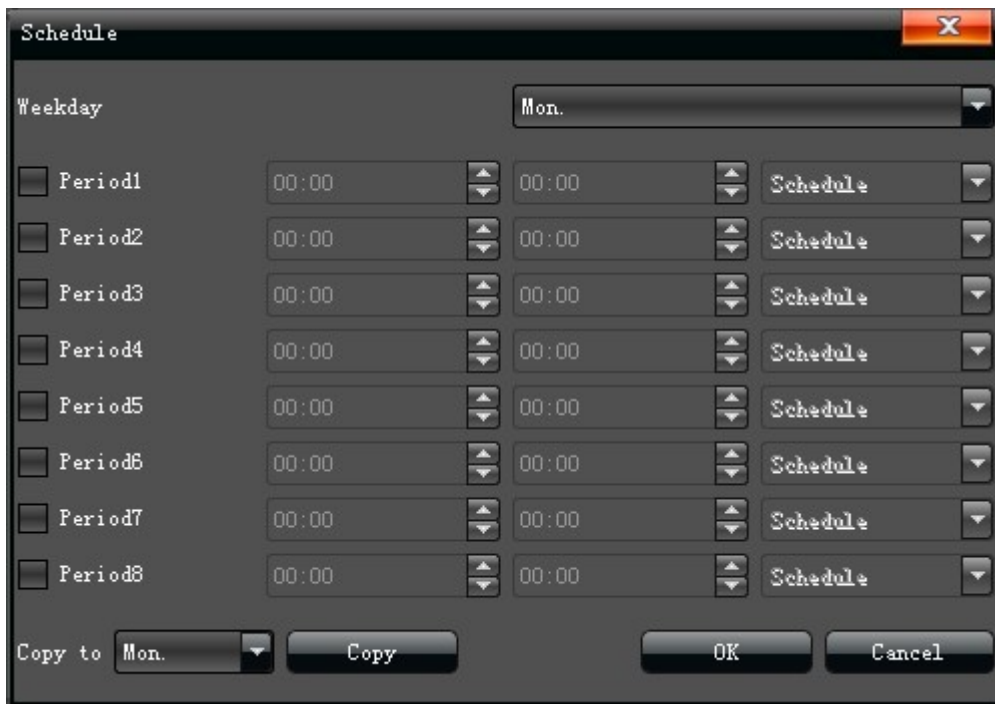 Schedule
Weekday Mon.
Period1 00:00 00:00 Schedule
Period2 00:00 00:00 Schedule
Period3 00:00 00:00 Schedule
Period4 00:00 00:00 Schedule
Period5 00:00 00:00 Schedule
Period6 00:00 00:00 Schedule
Period7 00:00 00:00 Schedule
Period8 00:00 00:00 Schedule
Copy to Mon. Copy OK Cancel